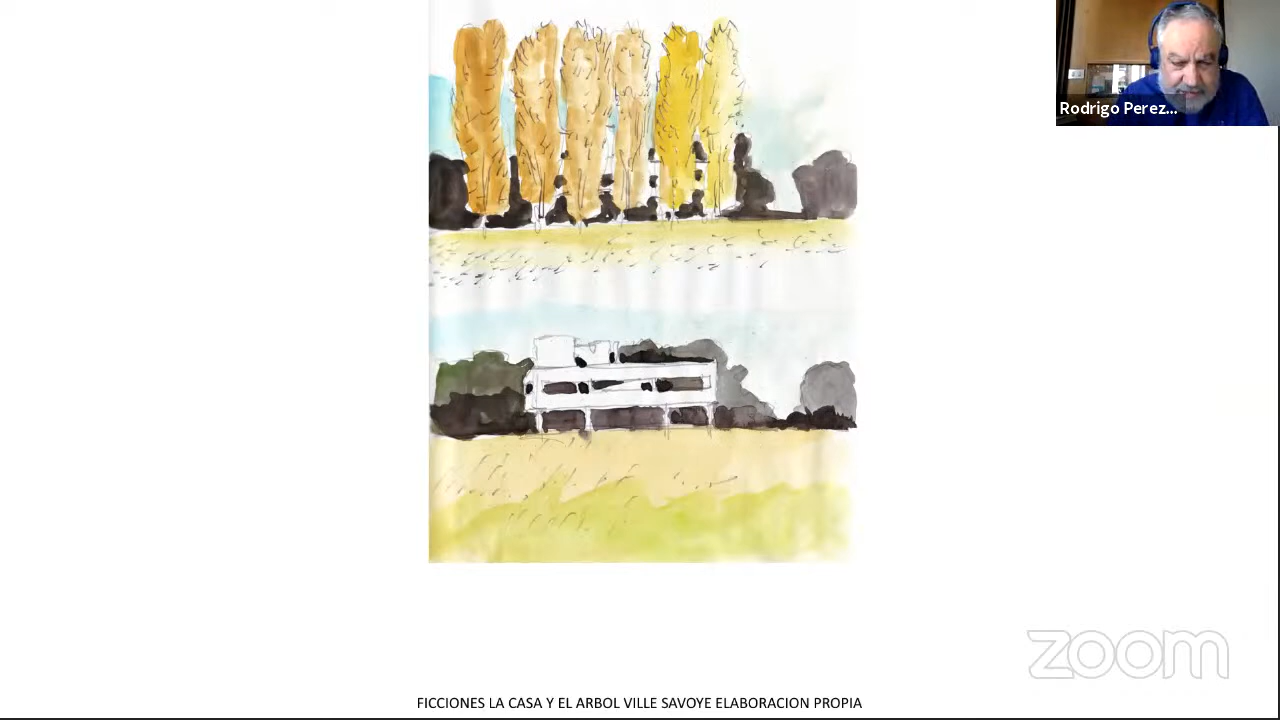 Rodrigo Perez...
zoom
FICCIONES LA CASA Y EL ARBOL VILLE SAVOYE ELABORACION PROPIA